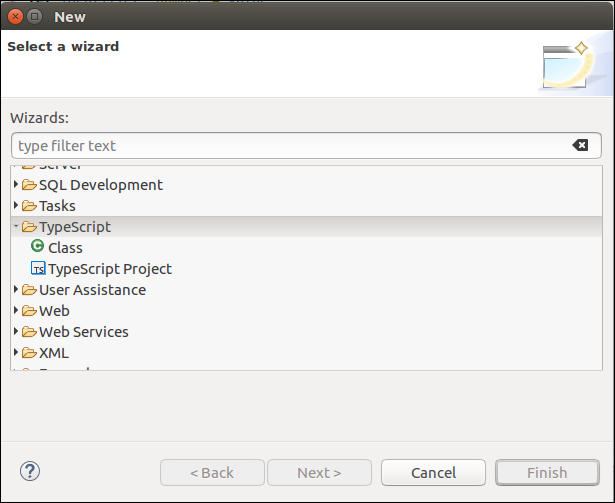 New
Select a wizard
Wizards:
type filter text
Server
SQL Development
Tasks
TypeScript
Class
TypeScript Project
User Assistance
Web
Web Services
XML
< Back
Next >
Cancel
Finish